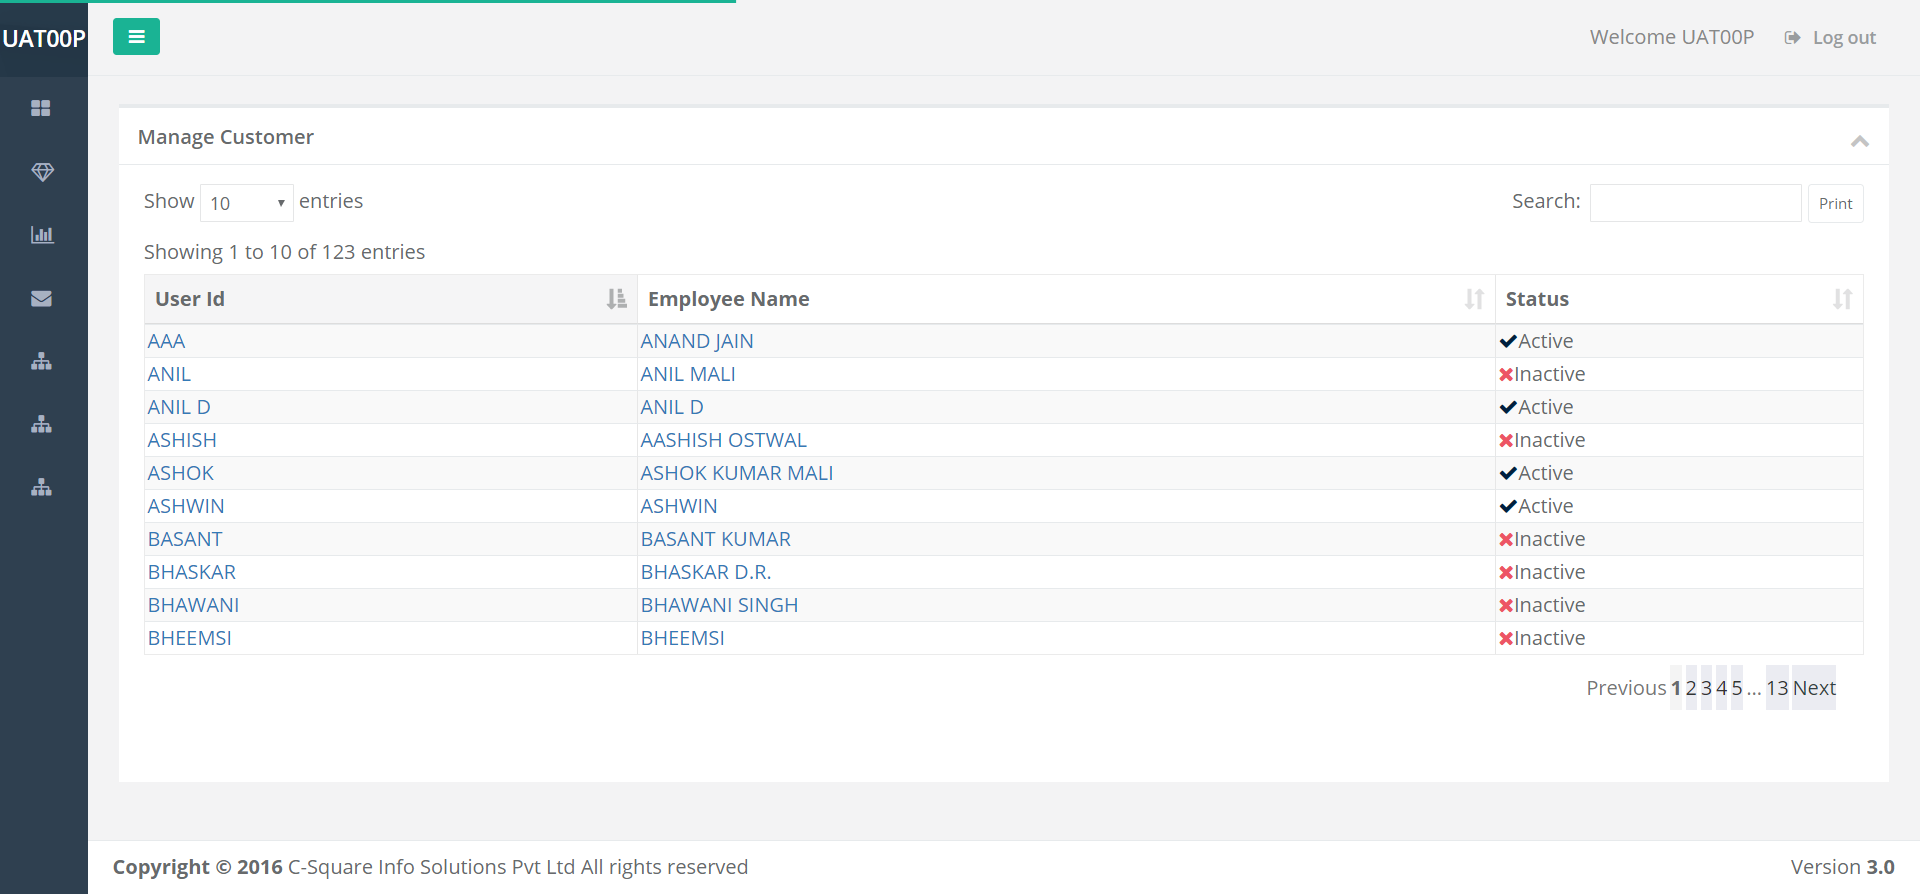 UAT00P
Welcome UAT00P Log out
Manage Customer
Show 10 entries Search: Print
Showing 1 to 10 of 123 entries
User Id Employee Name Status
AAA ANAND JAIN Active
ANIL ANIL MALI Inactive
ANIL D ANIL D Active
ASHISH AASHISH OSTWAL Inactive
ASHOK ASHOK KUMAR MALI Active
ASHWIN ASHWIN Active
BASANT BASANT KUMAR Inactive
BHASKAR BHASKAR D.R. Inactive
BHAWANI BHAWANI SINGH Inactive
BHEEMSI BHEEMSI Inactive
Previous 1 2 3 4 5 … 13 Next
Copyright © 2016 C-Square Info Solutions Pvt Ltd All rights reserved Version 3.0